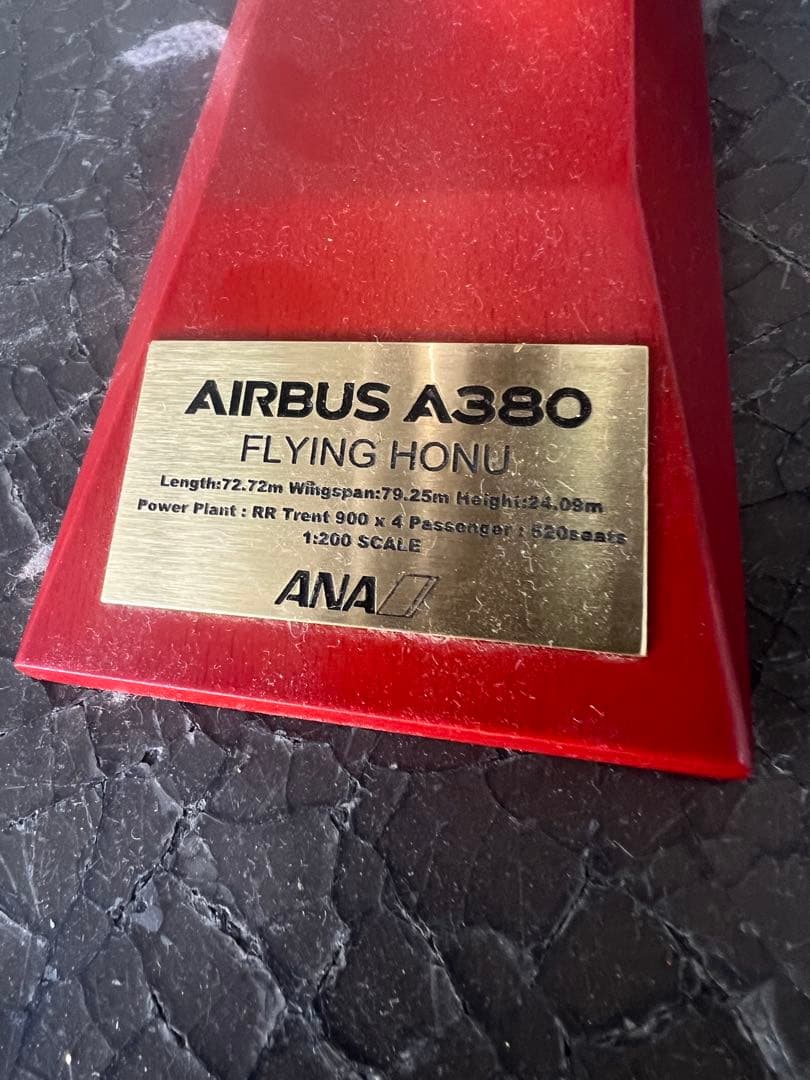 AIRBUS A380
FLYING HONU
Length:72.72m Wingspan:79.25m Height:24.09m
Power Plant : RR Trent 900 x 4 Passenger : 520seats
1:200 SCALE
ANA